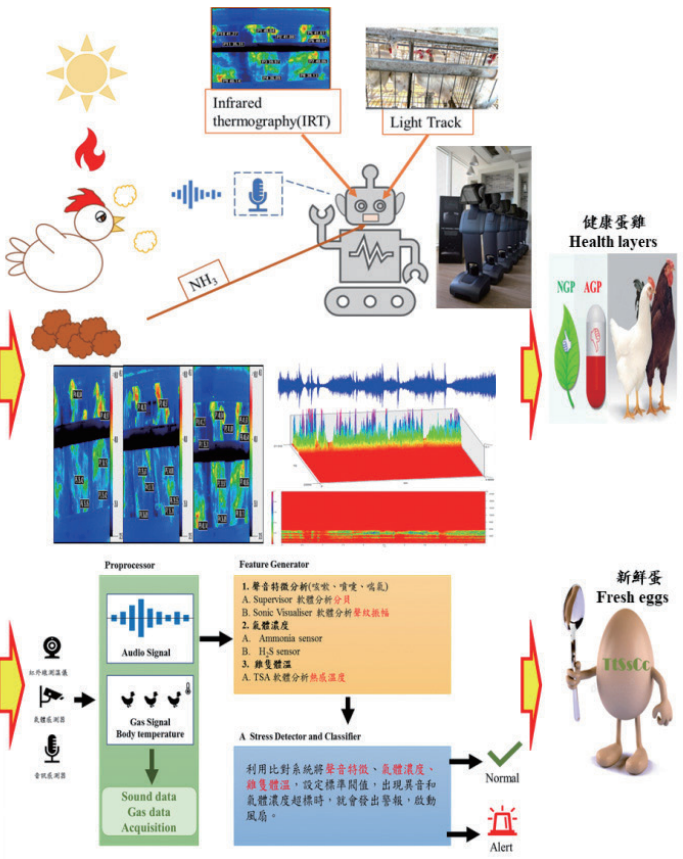 Infrared
thermography(IRT)
Light Track
NH₃
健康蛋雞
Health layers
NGP
AGP
Proprocessor
Audio Signal
Gas Signal
Body temperature
Sound data
Gas data
Acquisition
紅外線測溫儀
氣體感測器
音訊感測器
Feature Generator
1. 聲音特徵分析(咳嗽、噴嚏、喘氣)
A. Supervisor 軟體分析分貝
B. Sonic Visualiser 軟體分析聲紋振幅
2. 氣體濃度
A. Ammonia sensor
B. H₂S sensor
3. 雞隻體溫
A. TSA 軟體分析熱感溫度
A Stress Detector and Classifier
利用比對系統將聲音特徵、氣體濃度、
雞隻體溫，設定標準閥值，出現異音和
氣體濃度超標時，就會發出警報，啟動
風扇。
Normal
Alert
新鮮蛋
Fresh eggs
TtSsCc